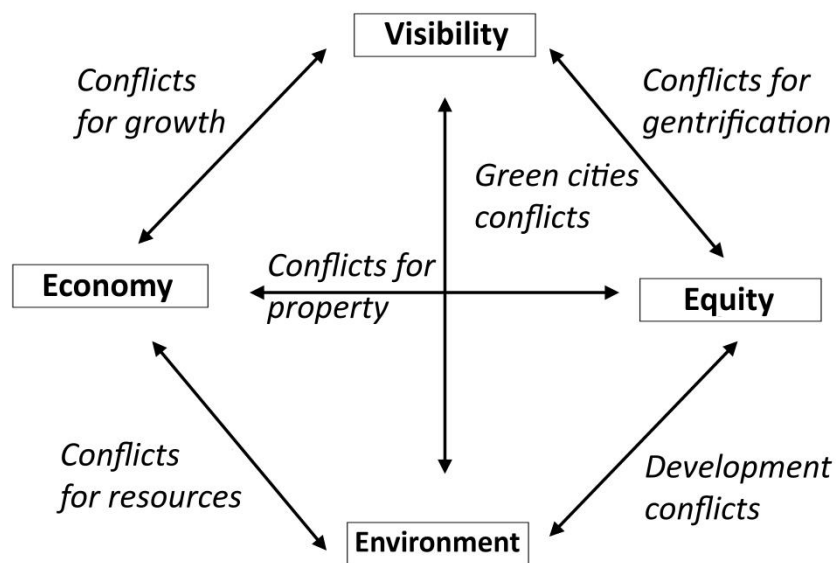 Visibility
Conflicts
for growth
Conflicts for
gentrification
Green cities
conflicts
Economy
Conflicts for
property
Equity
Conflicts
for resources
Development
conflicts
Environment